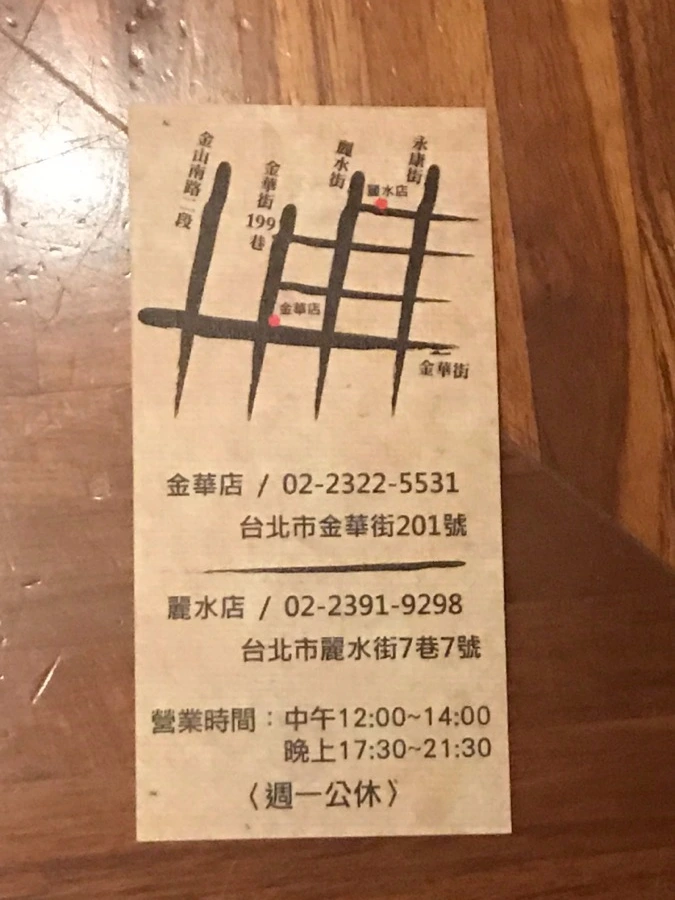 金山南路二段
金華街
199
巷
麗水街
永康街
麗水店
金華店
金華街
金華店 / 02-2322-5531
台北市金華街201號
麗水店 / 02-2391-9298
台北市麗水街7巷7號
營業時間：中午12:00~14:00
晚上17:30~21:30
〈週一公休〉